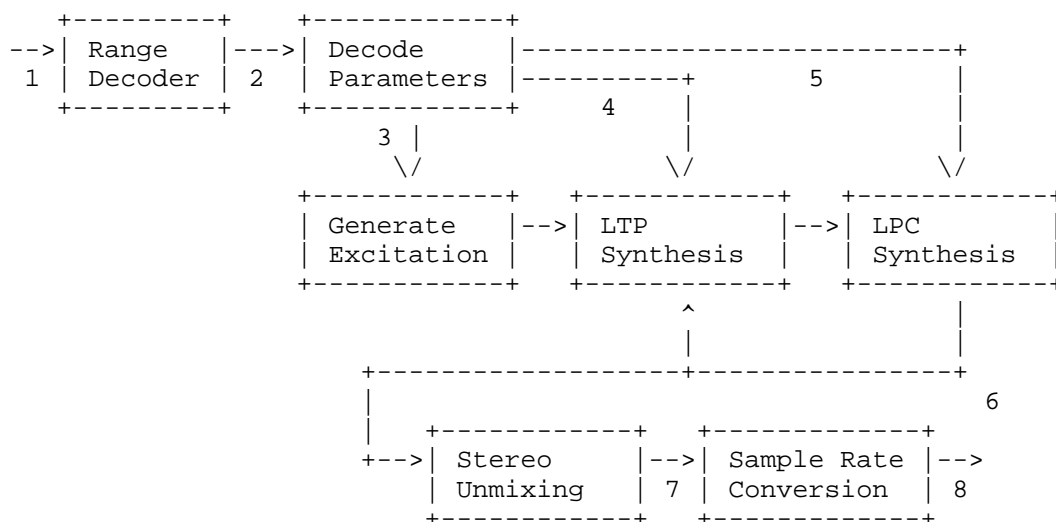 +---------+    +------------+
-->| Range   |--->| Decode     |---------------------------+
 1 | Decoder | 2  | Parameters |----------+       5        |
   +---------+    +------------+     4    |                |
                       3 |                |                |
                        \/               \/               \/
                  +------------+   +------------+   +------------+
                  | Generate   |-->| LTP        |-->| LPC        |
                  | Excitation |   | Synthesis  |   | Synthesis  |
                  +------------+   +------------+   +------------+
                                          ^                |
                                          |                |
                      +-------------------+----------------+
                      |                                      6
                      |   +------------+   +-------------+
                      +-->| Stereo     |-->| Sample Rate |-->
                          | Unmixing   | 7 | Conversion  | 8
                          +------------+   +-------------+